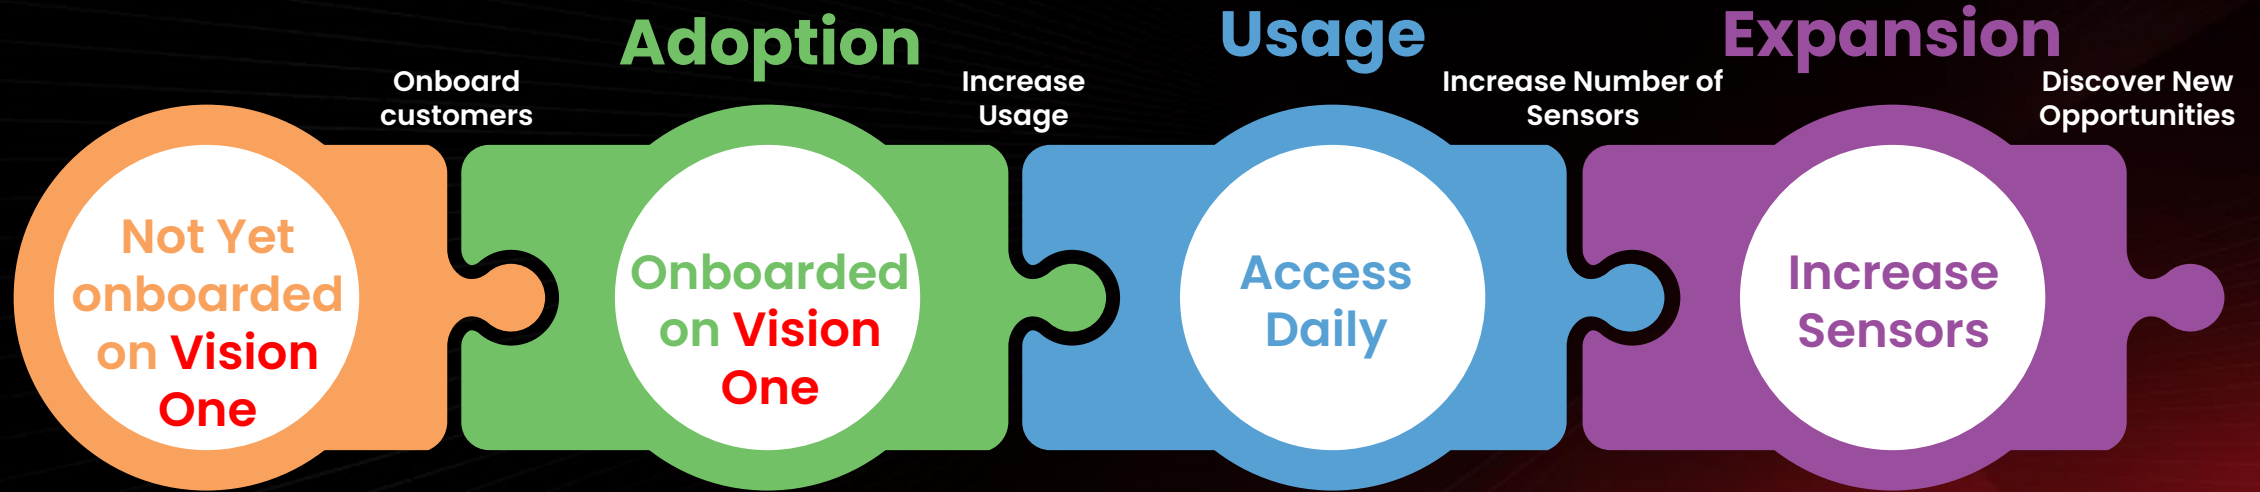 Adoption
Usage
Expansion
Onboard
customers
Increase
Usage
Increase Number of
Sensors
Discover New
Opportunities
Not Yet
onboarded
on Vision
One
Onboarded
on Vision
One
Access
Daily
Increase
Sensors